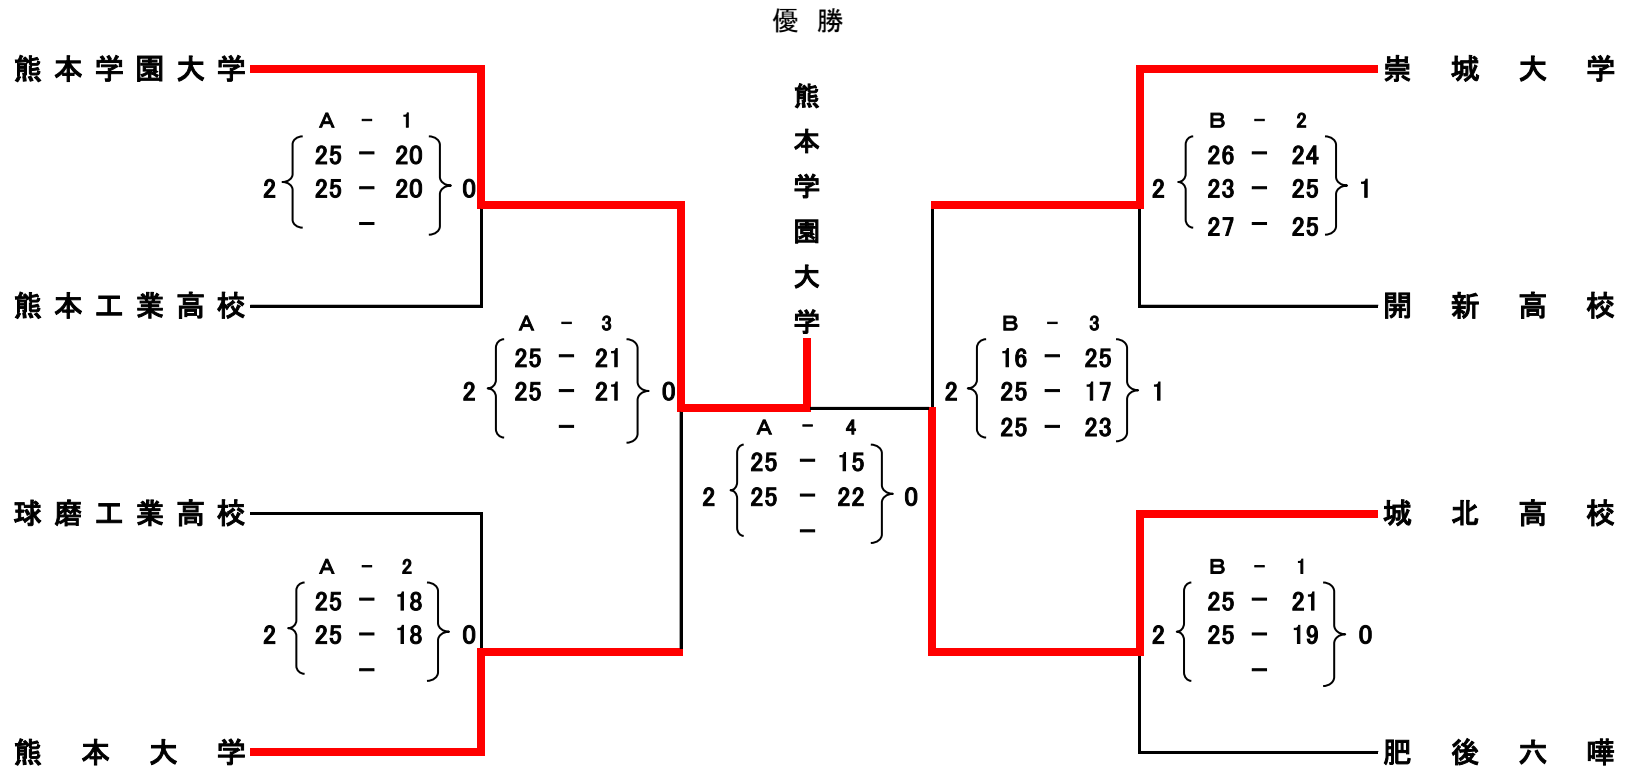 優勝
熊本学園大学
熊本学園大学
A - 1
25 - 20
2 25 - 20 0
-
熊本工業高校
A - 3
25 - 21
2 25 - 21 0
-
球磨工業高校
A - 2
25 - 18
2 25 - 18 0
-
熊本大学
A - 4
25 - 15
2 25 - 22 0
-
崇城大学
B - 2
26 - 24
2 23 - 25 1
27 - 25
開新高校
B - 3
16 - 25
2 25 - 17 1
25 - 23
城北高校
B - 1
25 - 21
2 25 - 19 0
-
肥後六嘩